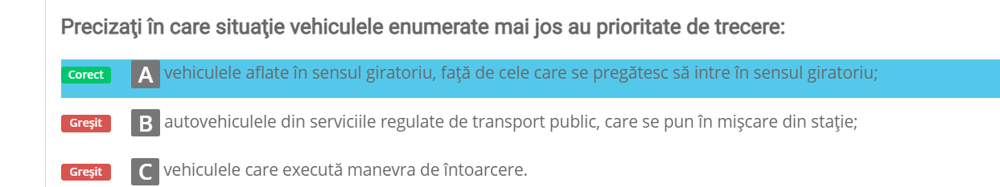 Precizaţi în care situaţie vehiculele enumerate mai jos au prioritate de trecere:
Corect A vehiculele aflate în sensul giratoriu, faţă de cele care se pregătesc să intre în sensul giratoriu;
Greşit B autovehiculele din serviciile regulate de transport public, care se pun în mişcare din staţie;
Greşit C vehiculele care execută manevra de întoarcere.